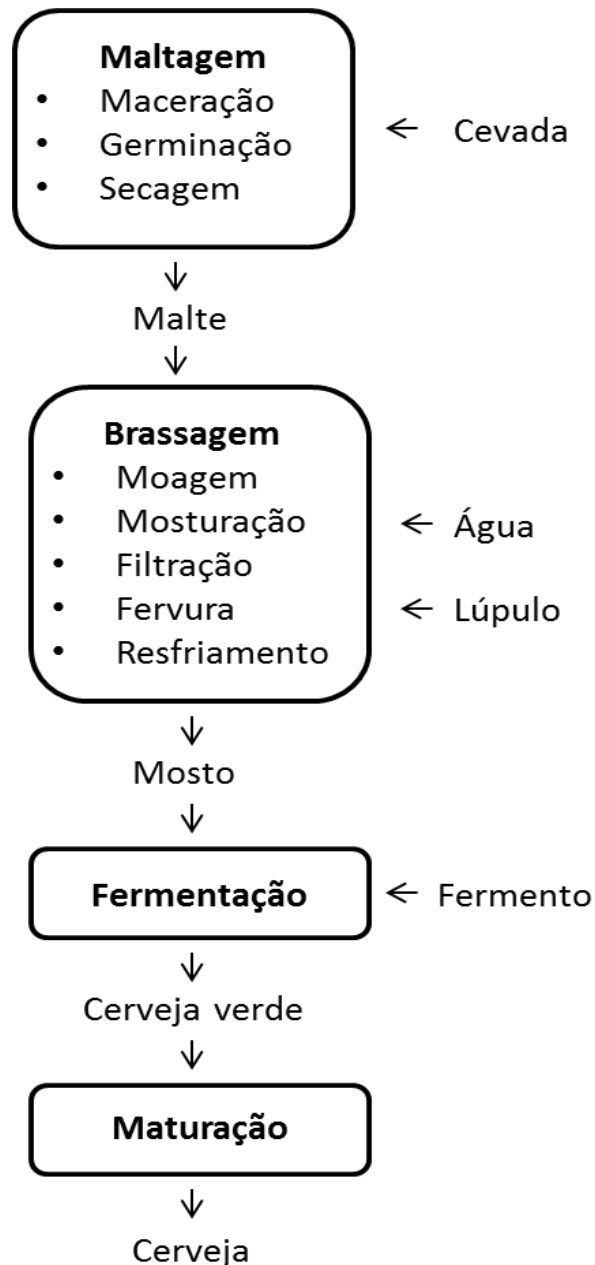 Maltagem
• Maceração
• Germinação
← Cevada
• Secagem
↓
Malte
↓
Brassagem
• Moagem
• Mosturação
← Água
• Filtração
• Fervura
← Lúpulo
• Resfriamento
↓
Mosto
↓
Fermentação
← Fermento
↓
Cerveja verde
↓
Maturação
↓
Cerveja